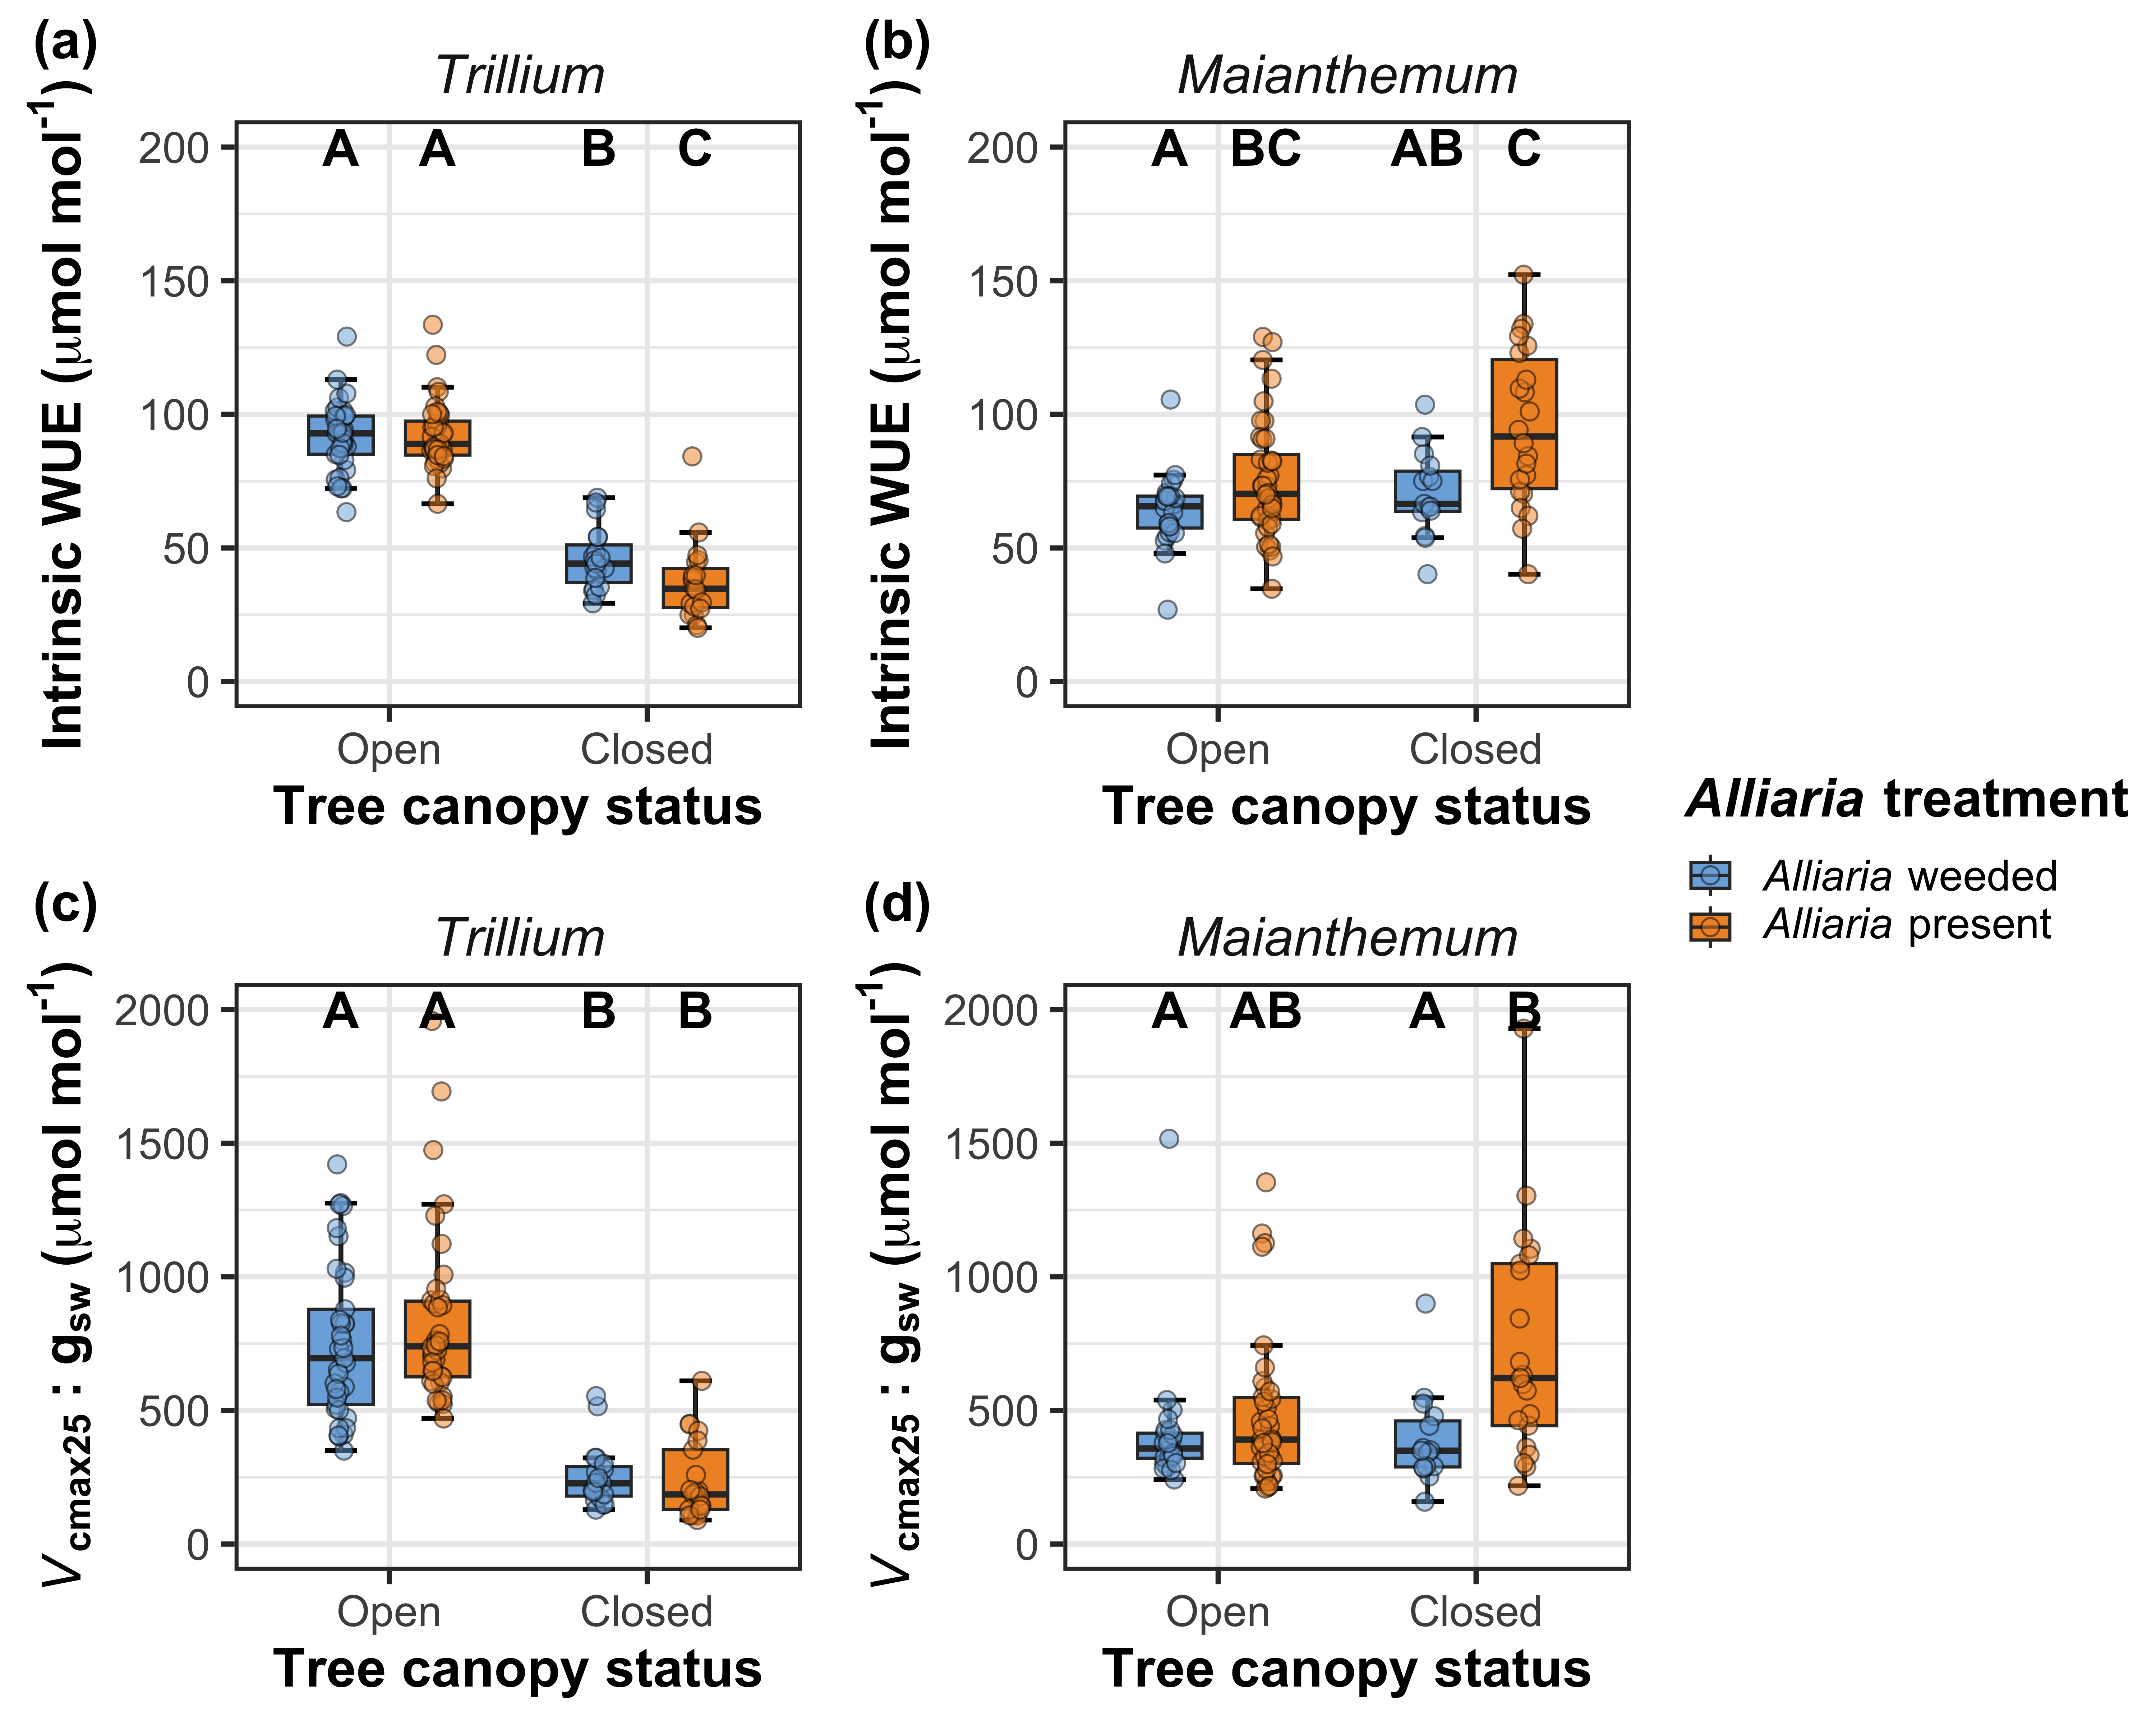 (a)
Trillium
Intrinsic WUE (μmol mol⁻¹)
200
150
100
50
0
A A B C
Open Closed
Tree canopy status
(b)
Maianthemum
Intrinsic WUE (μmol mol⁻¹)
200
150
100
50
0
A BC AB C
Open Closed
Tree canopy status
Alliaria treatment
Alliaria weeded
Alliaria present
(c)
Trillium
Vcmax25 : gsw (μmol mol⁻¹)
2000
1500
1000
500
0
A A B B
Open Closed
Tree canopy status
(d)
Maianthemum
Vcmax25 : gsw (μmol mol⁻¹)
2000
1500
1000
500
0
A AB A B
Open Closed
Tree canopy status